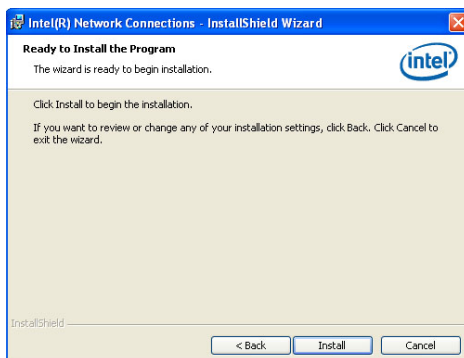 Intel(R) Network Connections - InstallShield Wizard
Ready to Install the Program
The wizard is ready to begin installation.
intel
Click Install to begin the installation.
If you want to review or change any of your installation settings, click Back. Click Cancel to
exit the wizard.
InstallShield
< Back
Install
Cancel